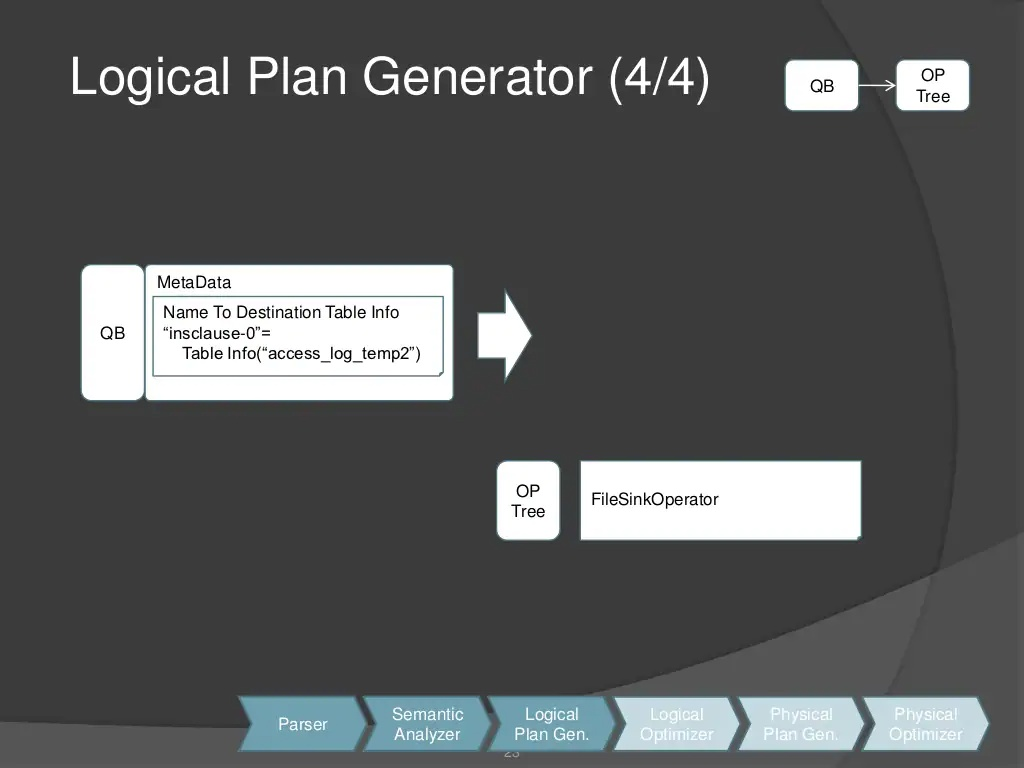 Logical Plan Generator (4/4)
QB
OP
Tree
QB
MetaData
Name To Destination Table Info
“insclause-0”=
Table Info(“access_log_temp2”)
OP
Tree
FileSinkOperator
Parser
Semantic
Analyzer
Logical
Plan Gen.
Logical
Optimizer
Physical
Plan Gen.
Physical
Optimizer
23